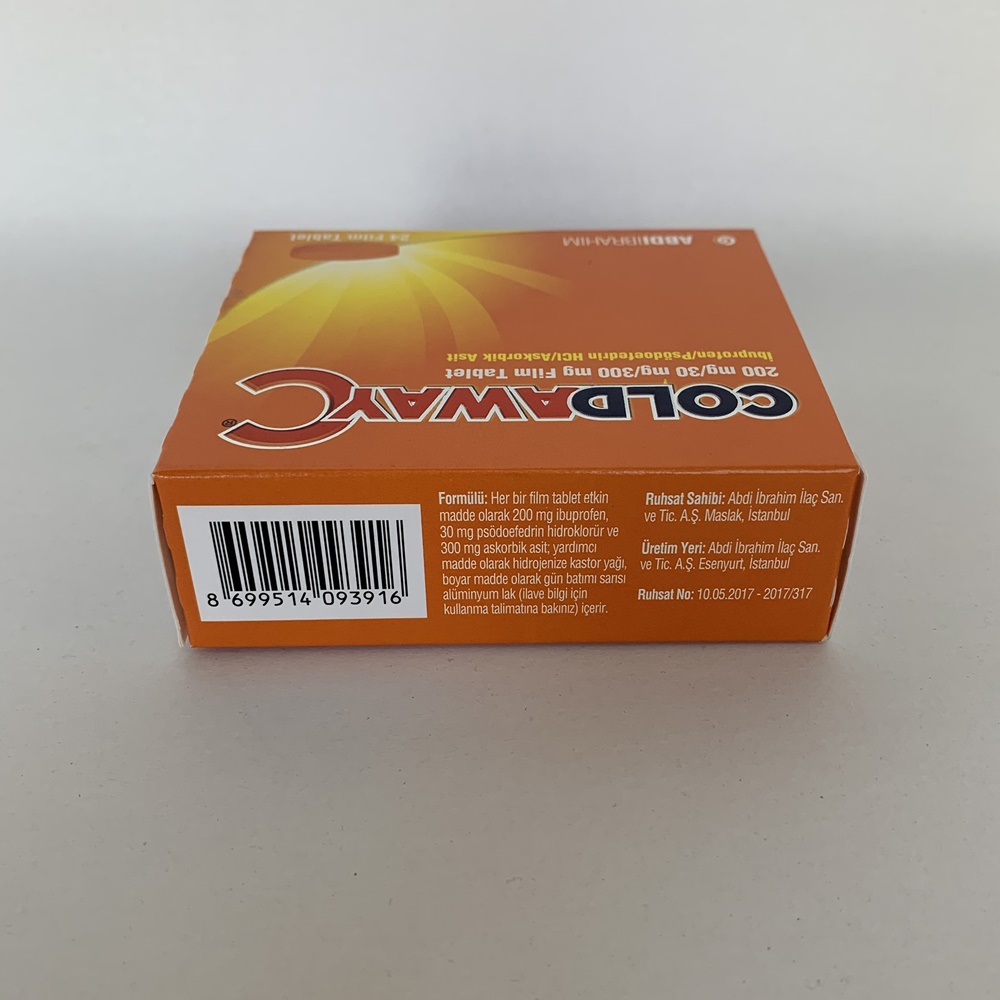 COLDAWAYC®
200 mg/30 mg/300 mg Film Tablet
İbuprofen/Psödoefedrin HCl/Askorbik Asit
ABDİİBRAHİM
24 Film Tablet
8 699514 093916
Formülü: Her bir film tablet etkin
madde olarak 200 mg ibuprofen,
30 mg psödoefedrin hidroklorür ve
300 mg askorbik asit; yardımcı
madde olarak hidrojenize kastor yağı,
boyar madde olarak gün batımı sarısı
alüminyum lak (ilave bilgi için
kullanma talimatına bakınız) içerir.
Ruhsat Sahibi: Abdi İbrahim İlaç San.
ve Tic. A.Ş. Maslak, İstanbul
Üretim Yeri: Abdi İbrahim İlaç San.
ve Tic. A.Ş. Esenyurt, İstanbul
Ruhsat No: 10.05.2017 - 2017/317